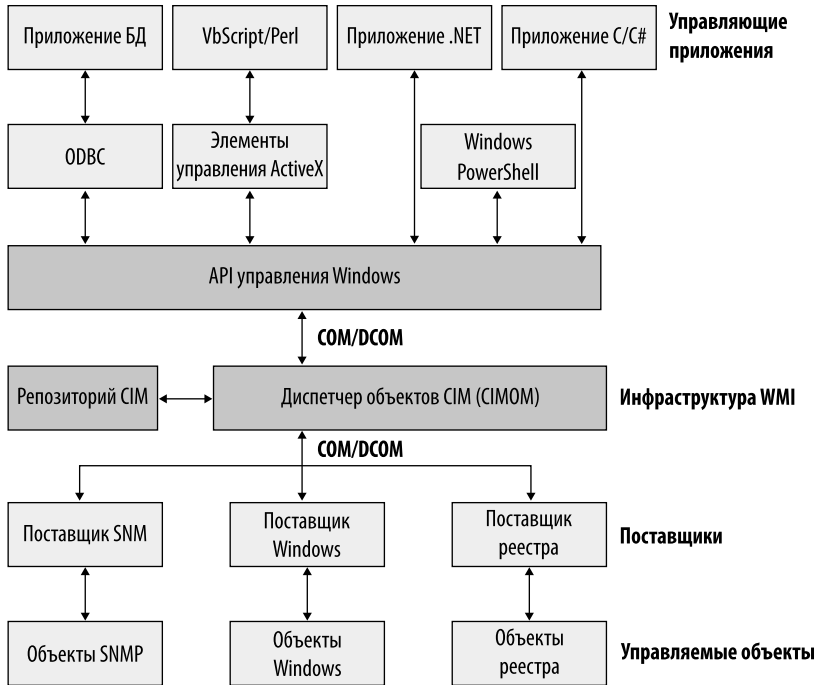 Приложение БД
VbScript/Perl
Приложение .NET
Приложение C/C#
Управляющие
приложения
ODBC
Элементы
управления ActiveX
Windows
PowerShell
API управления Windows
COM/DCOM
Репозиторий CIM
Диспетчер объектов CIM (CIMOM)
Инфраструктура WMI
COM/DCOM
Поставщик SNM
Поставщик
Windows
Поставщик
реестра
Поставщики
Объекты SNMP
Объекты
Windows
Объекты
реестра
Управляемые объекты